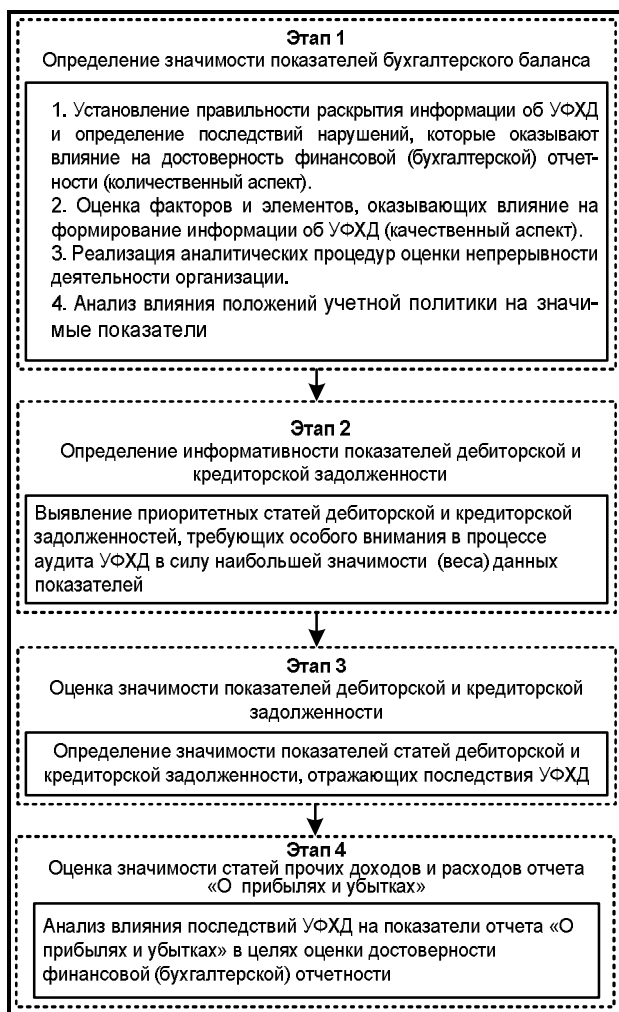 Этап 1
Определение значимости показателей бухгалтерского баланса
1. Установление правильности раскрытия информации об УФХД
и определение последствий нарушений, которые оказывают
влияние на достоверность финансовой (бухгалтерской) отчет-
ности (количественный аспект).
2. Оценка факторов и элементов, оказывающих влияние на
формирование информации об УФХД (качественный аспект).
3. Реализация аналитических процедур оценки непрерывности
деятельности организации.
4. Анализ влияния положений учетной политики на значи-
мые показатели
Этап 2
Определение информативности показателей дебиторской и
кредиторской задолженности
Выявление приоритетных статей дебиторской и кредиторской
задолженностей, требующих особого внимания в процессе
аудита УФХД в силу наибольшей значимости (веса) данных
показателей
Этап 3
Оценка значимости показателей дебиторской и кредиторской
задолженности
Определение значимости показателей статей дебиторской и
кредиторской задолженности, отражающих последствия УФХД
Этап 4
Оценка значимости статей прочих доходов и расходов отчета
«О прибылях и убытках»
Анализ влияния последствий УФХД на показатели отчета «О
прибылях и убытках» в целях оценки достоверности
финансовой (бухгалтерской) отчетности